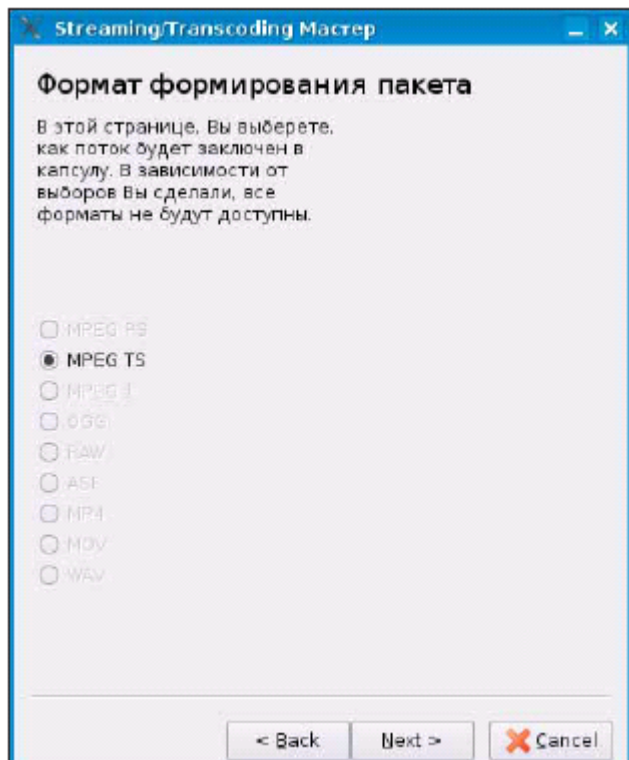 Streaming/Transcoding Мастер
Формат формирования пакета
В этой странице, Вы выберете,
как поток будет заключен в
капсулу. В зависимости от
выборов Вы сделали, все
форматы не будут доступны.
MPEG PS
MPEG TS
MPEG 1
OGG
RAW
ASF
MP4
MOV
WAV
< Back
Next >
Cancel